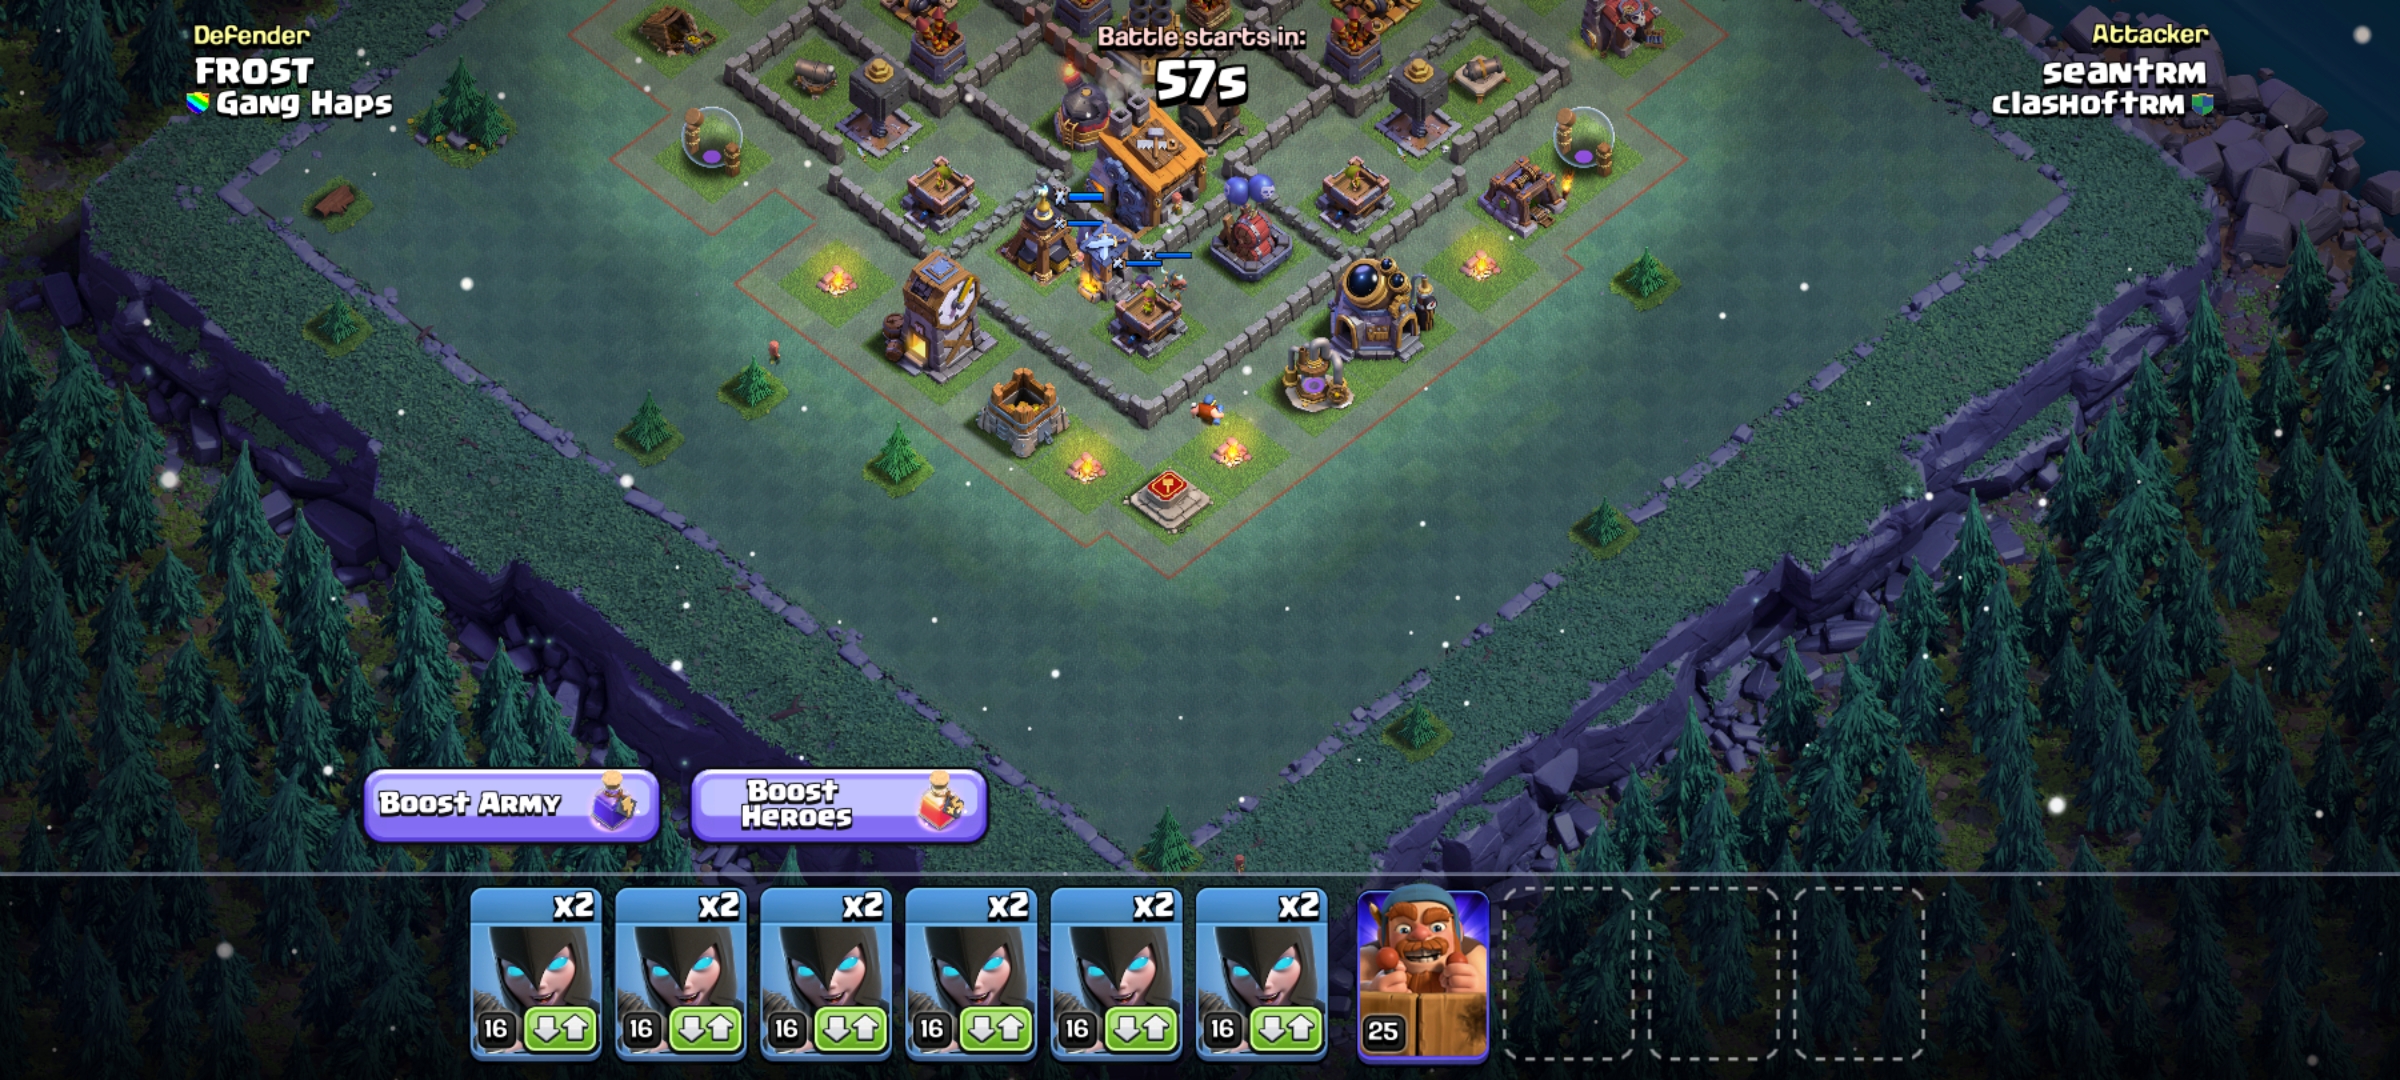 Defender
FROST
Gang Haps
Battle starts in:
57s
Attacker
seantRM
clashoftRM
Boost Army
Boost
Heroes
x2
x2
x2
x2
x2
x2
16
16
16
16
16
16
25